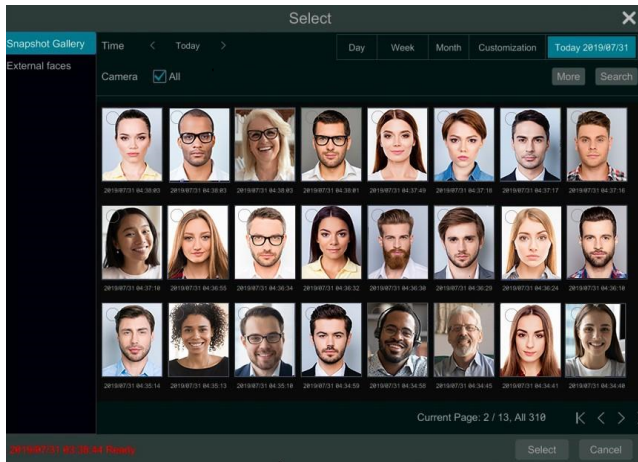 Select
Snapshot Gallery
External faces
Time < Today >
Day Week Month Customization Today 2019/07/31
Camera All
More Search
2019/07/31 04:38:03 2019/07/31 04:38:03 2019/07/31 04:38:03 2019/07/31 04:38:01 2019/07/31 04:37:49 2019/07/31 04:37:18 2019/07/31 04:37:17 2019/07/31 04:37:16
2019/07/31 04:37:10 2019/07/31 04:36:55 2019/07/31 04:36:34 2019/07/31 04:36:32 2019/07/31 04:36:30 2019/07/31 04:36:29 2019/07/31 04:36:24 2019/07/31 04:36:10
2019/07/31 04:35:14 2019/07/31 04:35:13 2019/07/31 04:35:10 2019/07/31 04:34:59 2019/07/31 04:34:50 2019/07/31 04:34:45 2019/07/31 04:34:41 2019/07/31 04:34:40
Current Page: 2 / 13, All 310
Ready
Select Cancel